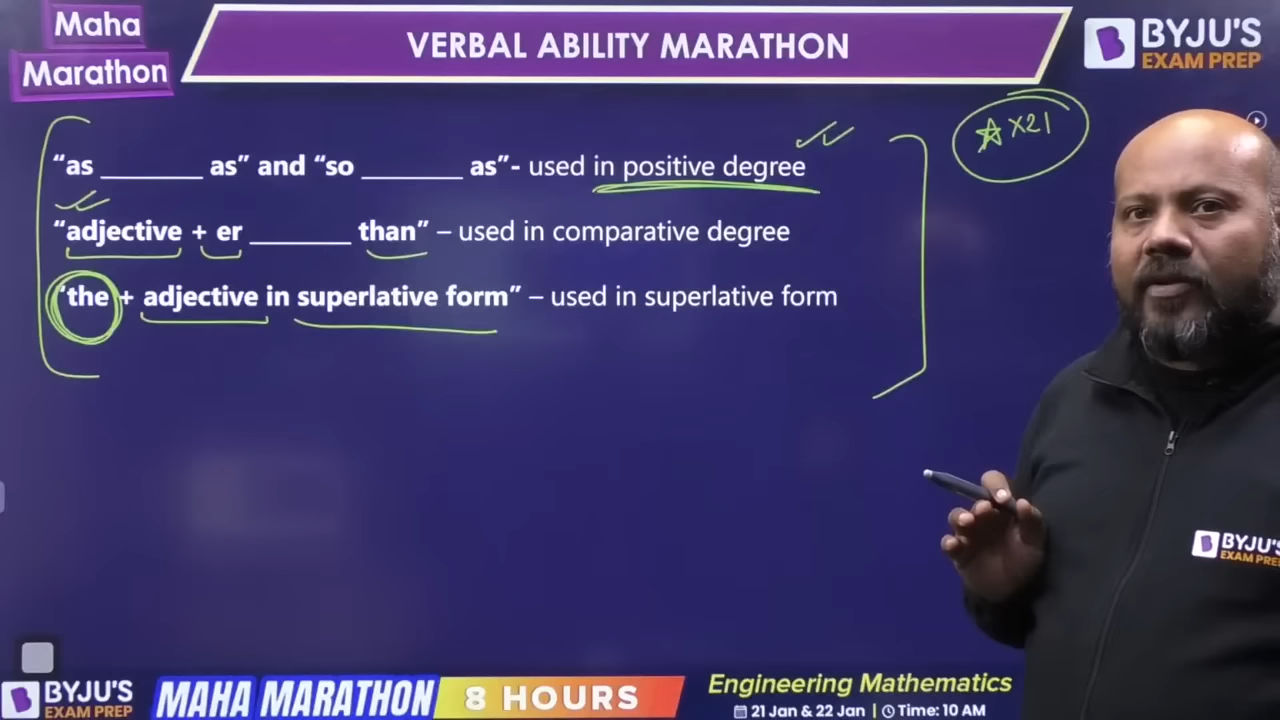 Maha
Marathon
VERBAL ABILITY MARATHON
BYJU'S
EXAM PREP
☆ X21
“as ________ as” and “so ________ as”- used in positive degree
“adjective + er ________ than” – used in comparative degree
‘the + adjective in superlative form” – used in superlative form
BYJU'S
EXAM PREP
BYJU'S
EXAM PREP
MAHA MARATHON
8 HOURS
Engineering Mathematics
21 Jan & 22 Jan | Time: 10 AM